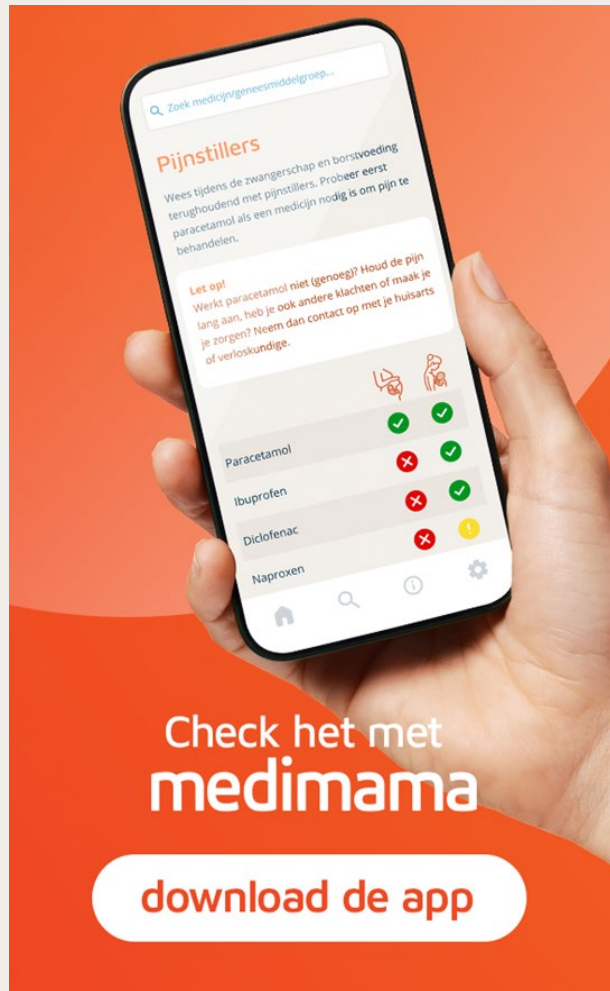 Zoek medicijn/geneesmiddelgroep...
Pijnstillers
Wees tijdens de zwangerschap en borstvoeding
terughoudend met pijnstillers. Probeer eerst
paracetamol als een medicijn nodig is om pijn te
behandelen.
Let op!
Werkt paracetamol niet (genoeg)? Houd de pijn
lang aan, heb je ook andere klachten of maak je
je zorgen? Neem dan contact op met je huisarts
of verloskundige.
Paracetamol
Ibuprofen
Diclofenac
Naproxen
Check het met
medimama
download de app